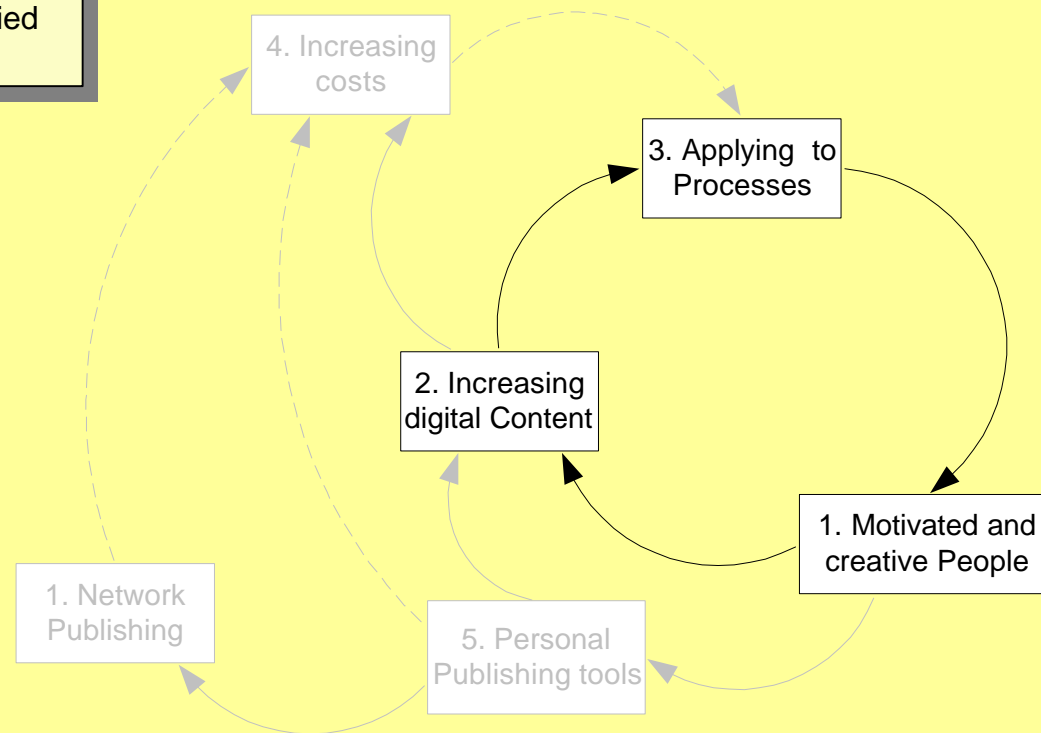 4. Increasing
costs
3. Applying to
Processes
2. Increasing
digital Content
1. Motivated and
creative People
1. Network
Publishing
5. Personal
Publishing tools